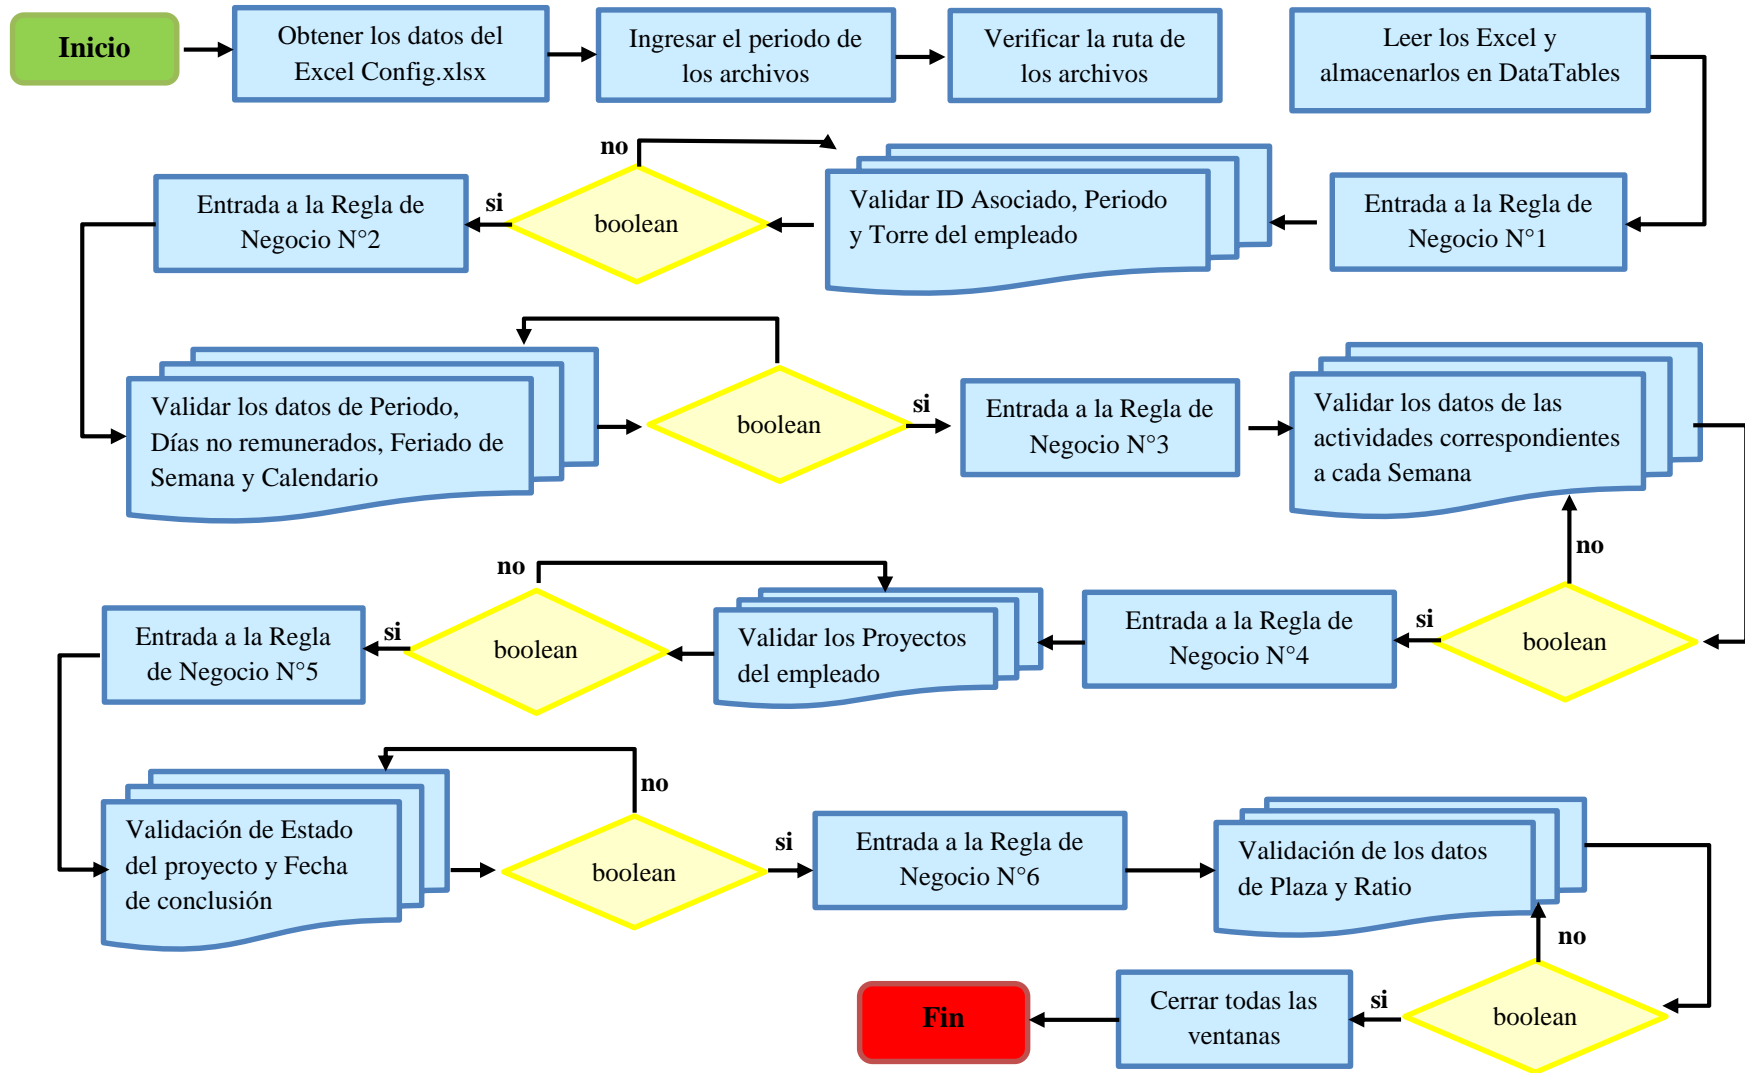 Inicio
Obtener los datos del
Excel Config.xlsx
Ingresar el periodo de
los archivos
Verificar la ruta de
los archivos
Leer los Excel y
almacenarlos en DataTables
Entrada a la Regla de
Negocio N°1
Validar ID Asociado, Periodo
y Torre del empleado
no
boolean
si
Entrada a la Regla de
Negocio N°2
Validar los datos de Periodo,
Días no remunerados, Feriado de
Semana y Calendario
boolean
si
Entrada a la Regla de
Negocio N°3
Validar los datos de las
actividades correspondientes
a cada Semana
no
boolean
si
Entrada a la Regla de
Negocio N°4
Validar los Proyectos
del empleado
no
boolean
si
Entrada a la Regla
de Negocio N°5
Validación de Estado
del proyecto y Fecha
de conclusión
no
boolean
si
Entrada a la Regla de
Negocio N°6
Validación de los datos
de Plaza y Ratio
no
boolean
si
Cerrar todas las
ventanas
Fin